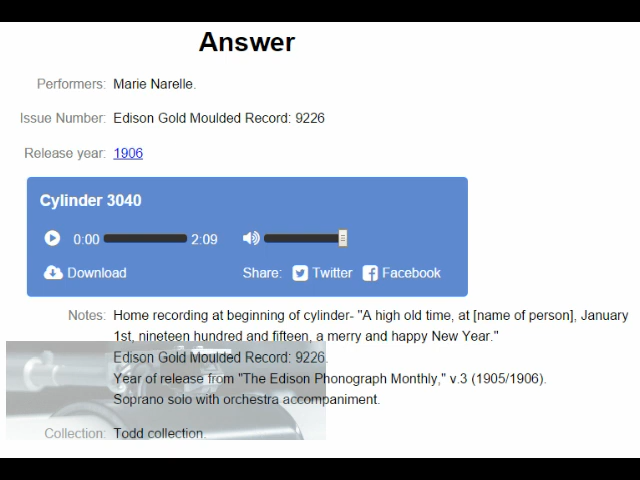 Answer
Performers: Marie Narelle.
Issue Number: Edison Gold Moulded Record: 9226
Release year: 1906
Cylinder 3040
0:00 2:09
Download Share: Twitter Facebook
Notes: Home recording at beginning of cylinder- "A high old time, at [name of person], January
1st, nineteen hundred and fifteen, a merry and happy New Year."
Edison Gold Moulded Record: 9226.
Year of release from "The Edison Phonograph Monthly," v.3 (1905/1906).
Soprano solo with orchestra accompaniment.
Collection: Todd collection.